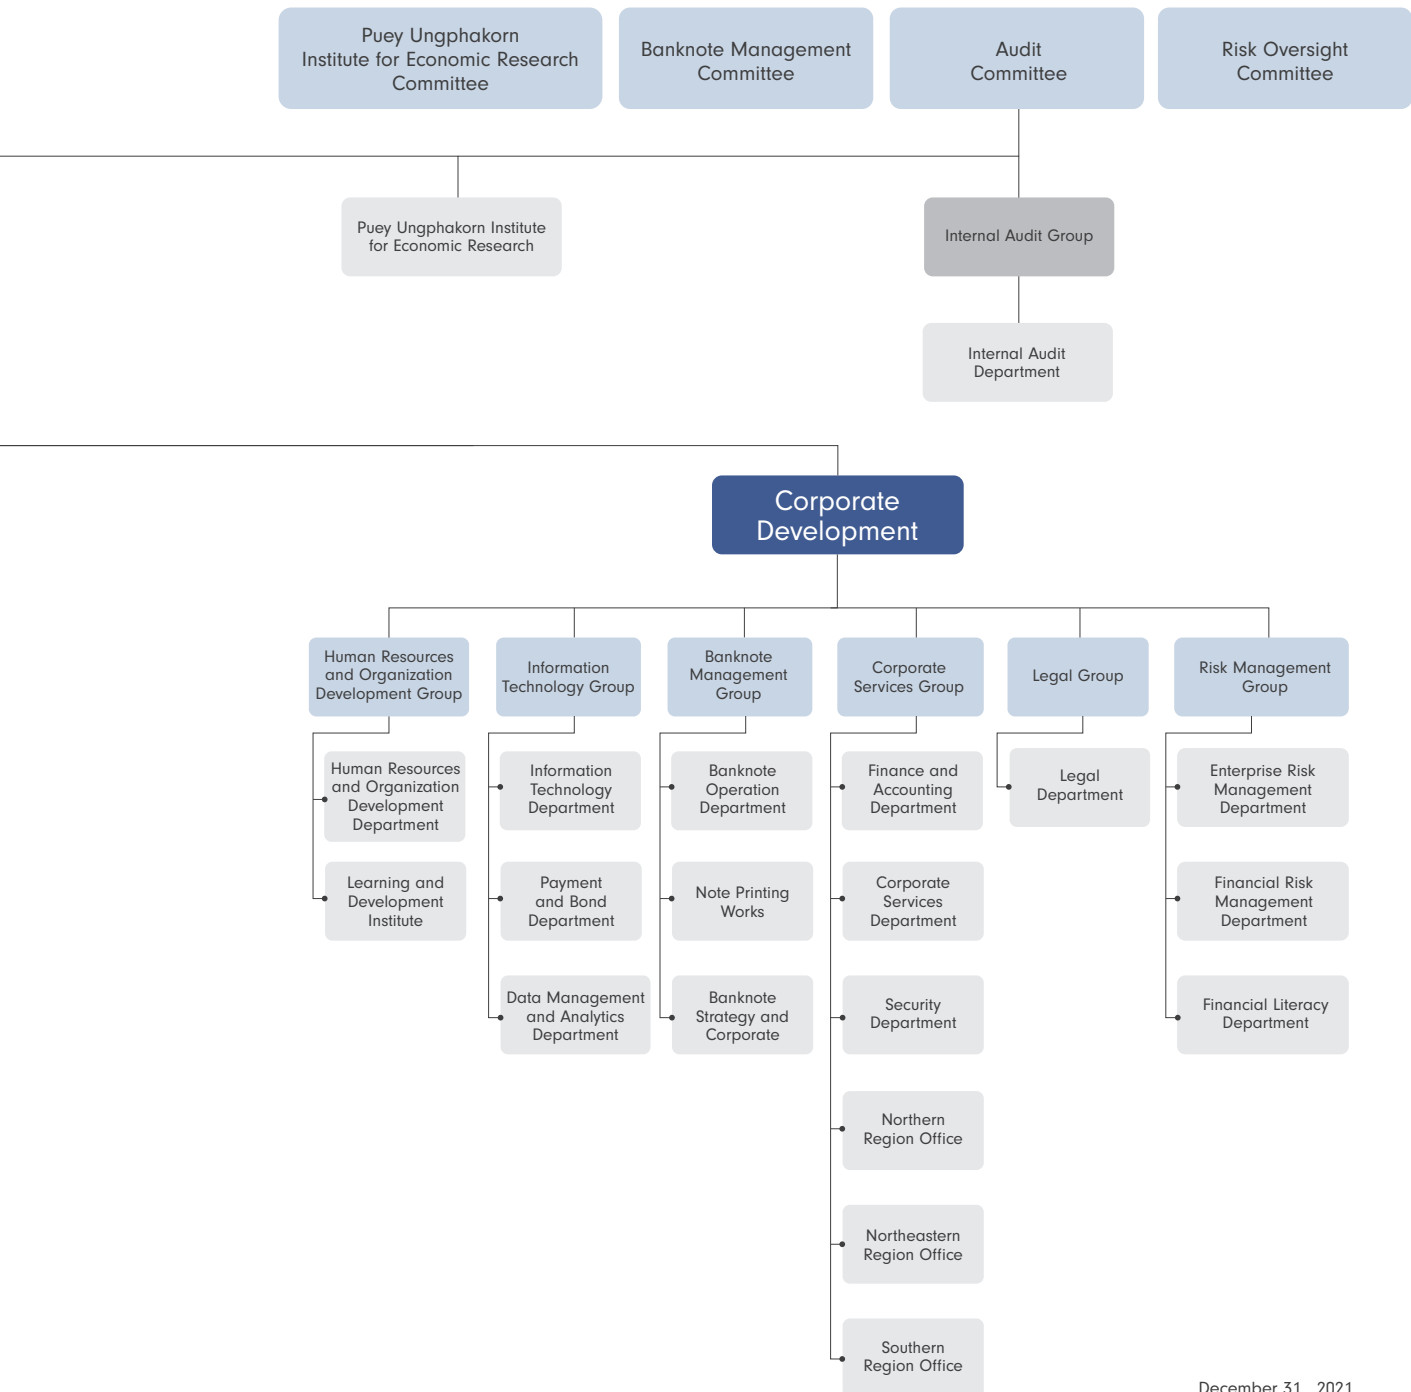 Puey Ungphakorn
Institute for Economic Research
Committee
Banknote Management
Committee
Audit
Committee
Risk Oversight
Committee
Puey Ungphakorn Institute
for Economic Research
Internal Audit Group
Internal Audit
Department
Corporate
Development
Human Resources
and Organization
Development Group
Information
Technology Group
Banknote
Management
Group
Corporate
Services Group
Legal Group
Risk Management
Group
Human Resources
and Organization
Development
Department
Learning and
Development
Institute
Information
Technology
Department
Payment
and Bond
Department
Data Management
and Analytics
Department
Banknote
Operation
Department
Note Printing
Works
Banknote
Strategy and
Corporate
Finance and
Accounting
Department
Corporate
Services
Department
Security
Department
Northern
Region Office
Northeastern
Region Office
Southern
Region Office
Legal
Department
Enterprise Risk
Management
Department
Financial Risk
Management
Department
Financial Literacy
Department
December 31, 2021